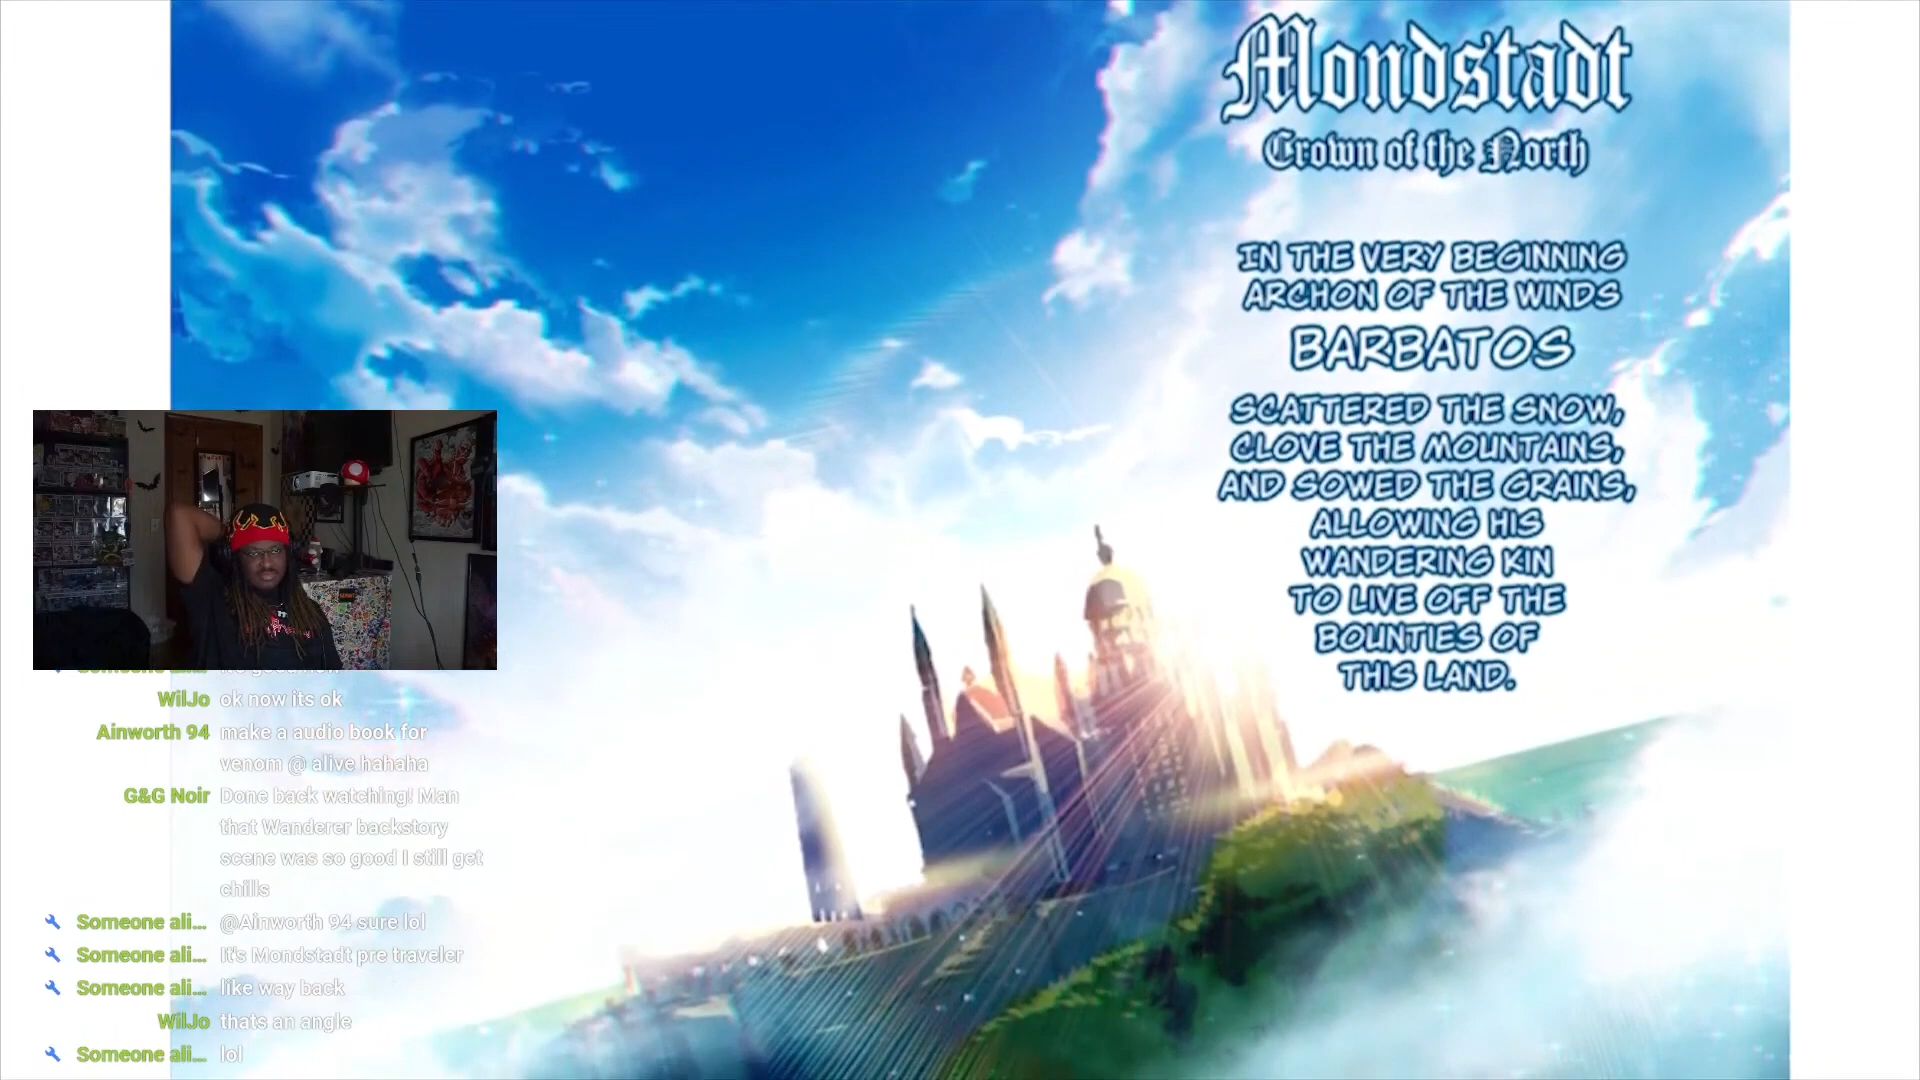 Mondstadt
Crown of the North
IN THE VERY BEGINNING
ARCHON OF THE WINDS
BARBATOS
SCATTERED THE SNOW,
CLOVE THE MOUNTAINS,
AND SOWED THE GRAINS,
ALLOWING HIS
WANDERING KIN
TO LIVE OFF THE
BOUNTIES OF
THIS LAND.
WilJo ok now its ok
Ainworth 94 make a audio book for
venom @ alive hahaha
G&G Noir Done back watching! Man
that Wanderer backstory
scene was so good I still get
chills
Someone ali... @Ainworth 94 sure lol
Someone ali... It's Mondstadt pre traveler
Someone ali... like way back
WilJo thats an angle
Someone ali... lol